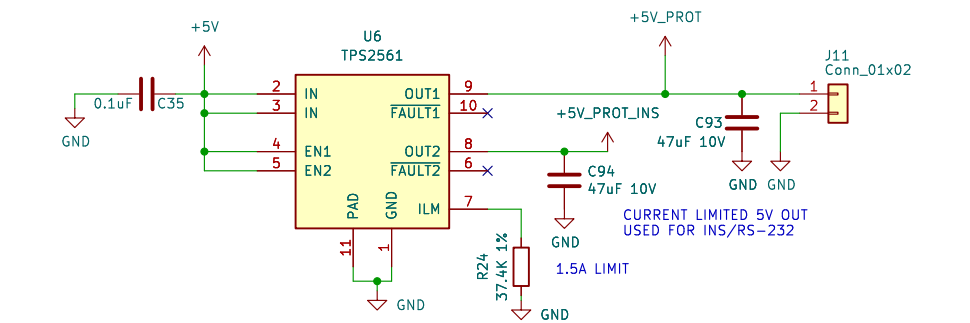 +5V_PROT
+5V
U6
TPS2561
J11
Conn_01x02
0.1uF
C35
2
IN
OUT1
9
1
3
IN
FAULT1
10
2
+5V_PROT_INS
C93
47uF 10V
GND
4
EN1
OUT2
8
5
EN2
FAULT2
6
C94
47uF 10V
GND
GND
PAD
GND
ILM
7
CURRENT LIMITED 5V OUT
USED FOR INS/RS-232
11
1
GND
R24
37.4K 1%
1.5A LIMIT
GND
GND